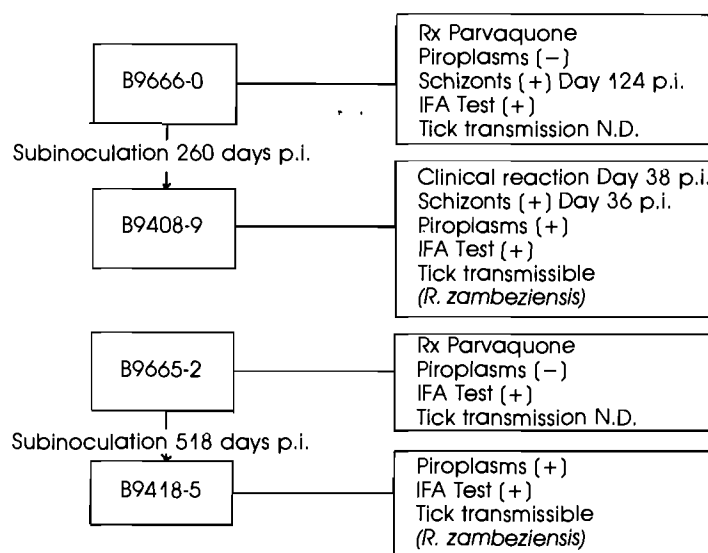 B9666-0
Rx Parvaquone
Piroplasms (−)
Schizonts (+) Day 124 p.i.
IFA Test (+)
Tick transmission N.D.
Subinoculation 260 days p.i.
B9408-9
Clinical reaction Day 38 p.i.
Schizonts (+) Day 36 p.i.
Piroplasms (+)
IFA Test (+)
Tick transmissible
(R. zambeziensis)
B9665-2
Rx Parvaquone
Piroplasms (−)
IFA Test (+)
Tick transmission N.D.
Subinoculation 518 days p.i.
B9418-5
Piroplasms (+)
IFA Test (+)
Tick transmissible
(R. zambeziensis)